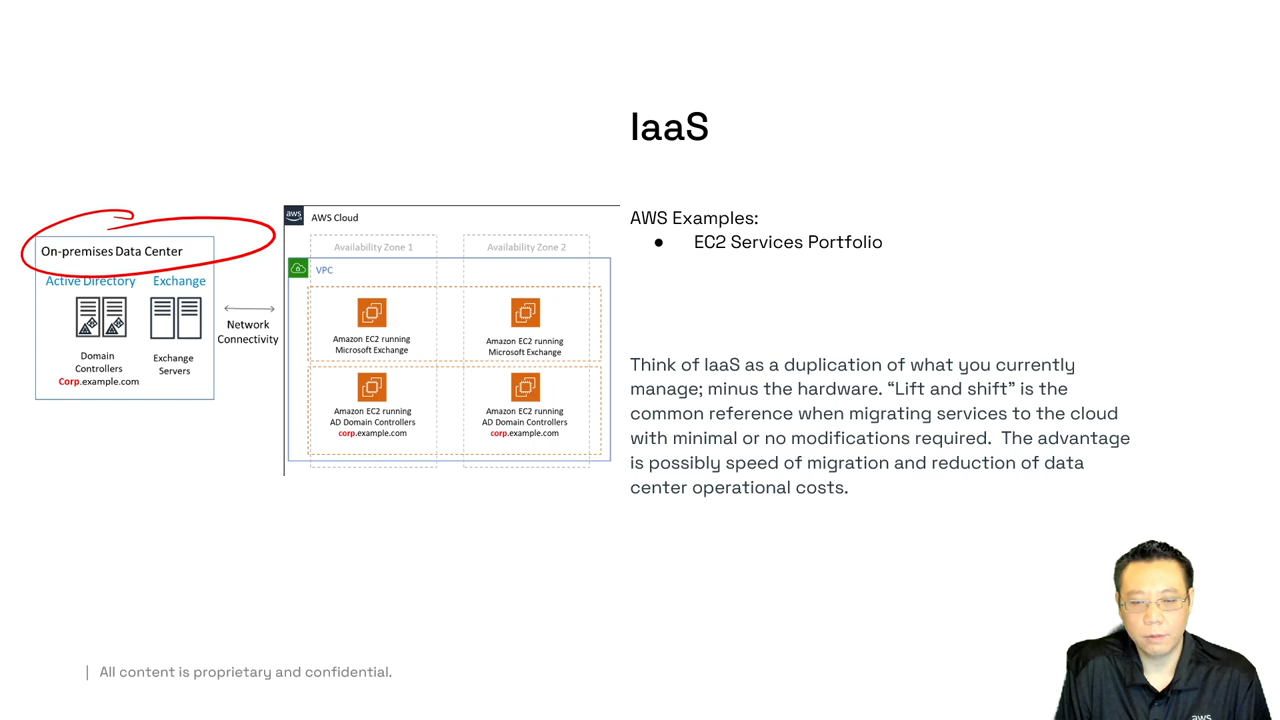 IaaS
AWS Examples:
● EC2 Services Portfolio
On-premises Data Center
Active Directory
Exchange
Domain
Controllers
Corp.example.com
Exchange
Servers
Network
Connectivity
aws
AWS Cloud
Availability Zone 1
Availability Zone 2
VPC
Amazon EC2 running
Microsoft Exchange
Amazon EC2 running
Microsoft Exchange
Amazon EC2 running
AD Domain Controllers
corp.example.com
Amazon EC2 running
AD Domain Controllers
corp.example.com
Think of IaaS as a duplication of what you currently
manage; minus the hardware. “Lift and shift” is the
common reference when migrating services to the cloud
with minimal or no modifications required.  The advantage
is possibly speed of migration and reduction of data
center operational costs.
| All content is proprietary and confidential.
aws